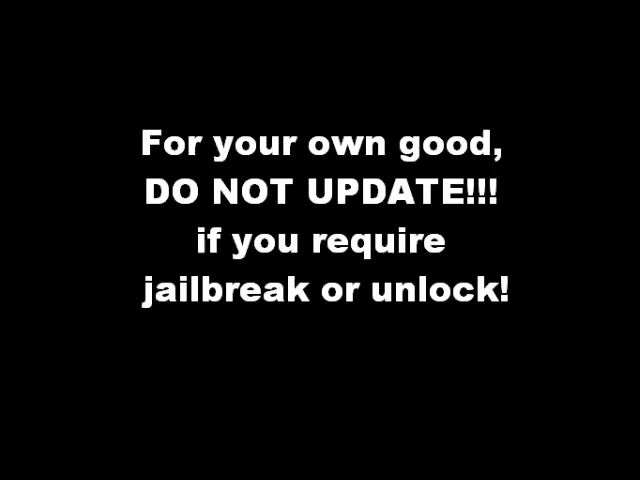 For your own good,
DO NOT UPDATE!!!
if you require
jailbreak or unlock!